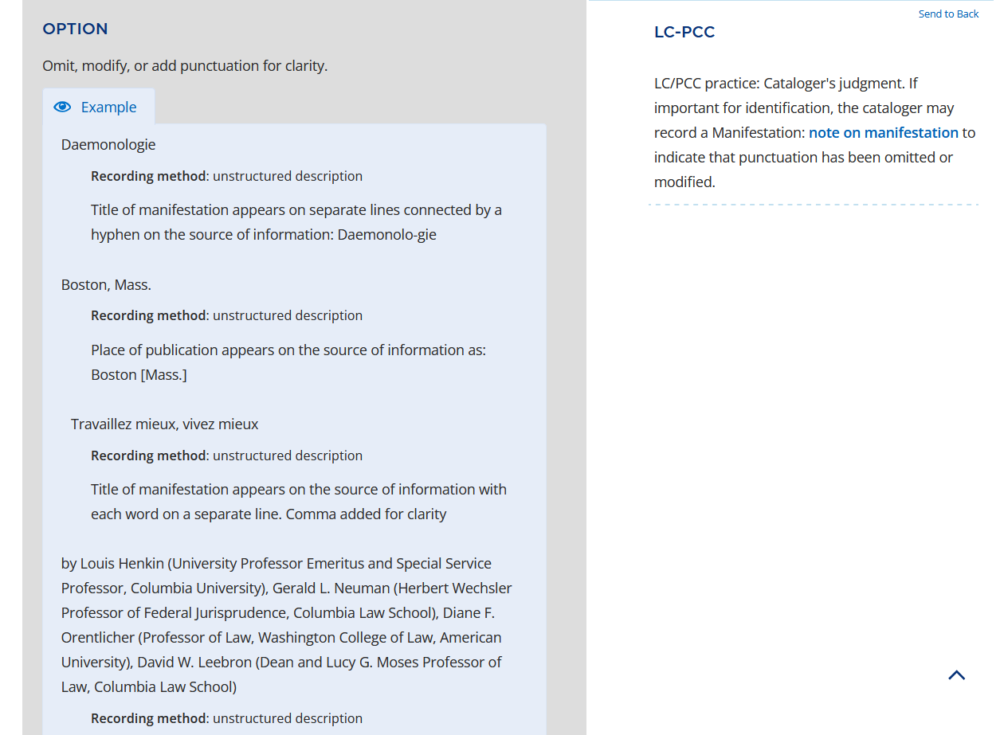 OPTION
Omit, modify, or add punctuation for clarity.
Example
Daemonologie
Recording method: unstructured description
Title of manifestation appears on separate lines connected by a
hyphen on the source of information: Daemonolo-gie
Boston, Mass.
Recording method: unstructured description
Place of publication appears on the source of information as:
Boston [Mass.]
Travaillez mieux, vivez mieux
Recording method: unstructured description
Title of manifestation appears on the source of information with
each word on a separate line. Comma added for clarity
by Louis Henkin (University Professor Emeritus and Special Service
Professor, Columbia University), Gerald L. Neuman (Herbert Wechsler
Professor of Federal Jurisprudence, Columbia Law School), Diane F.
Orentlicher (Professor of Law, Washington College of Law, American
University), David W. Leebron (Dean and Lucy G. Moses Professor of
Law, Columbia Law School)
Recording method: unstructured description
Send to Back
LC-PCC
LC/PCC practice: Cataloger's judgment. If
important for identification, the cataloger may
record a Manifestation: note on manifestation to
indicate that punctuation has been omitted or
modified.